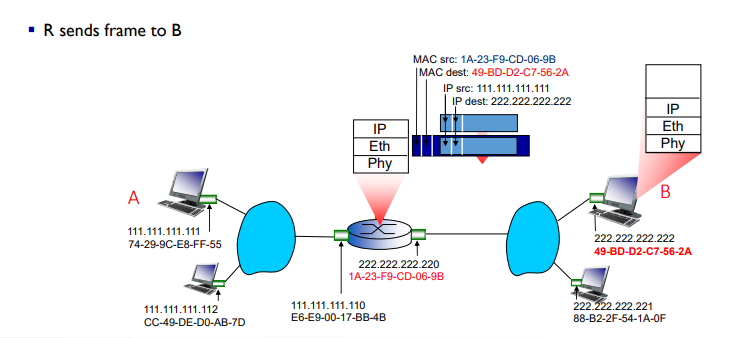 ▪ R sends frame to B
MAC src: 1A-23-F9-CD-06-9B
MAC dest: 49-BD-D2-C7-56-2A
IP src: 111.111.111.111
IP dest: 222.222.222.222
IP
Eth
Phy
IP
Eth
Phy
A
B
111.111.111.111
74-29-9C-E8-FF-55
222.222.222.222
49-BD-D2-C7-56-2A
222.222.222.220
1A-23-F9-CD-06-9B
111.111.111.112
CC-49-DE-D0-AB-7D
111.111.111.110
E6-E9-00-17-BB-4B
222.222.222.221
88-B2-2F-54-1A-0F